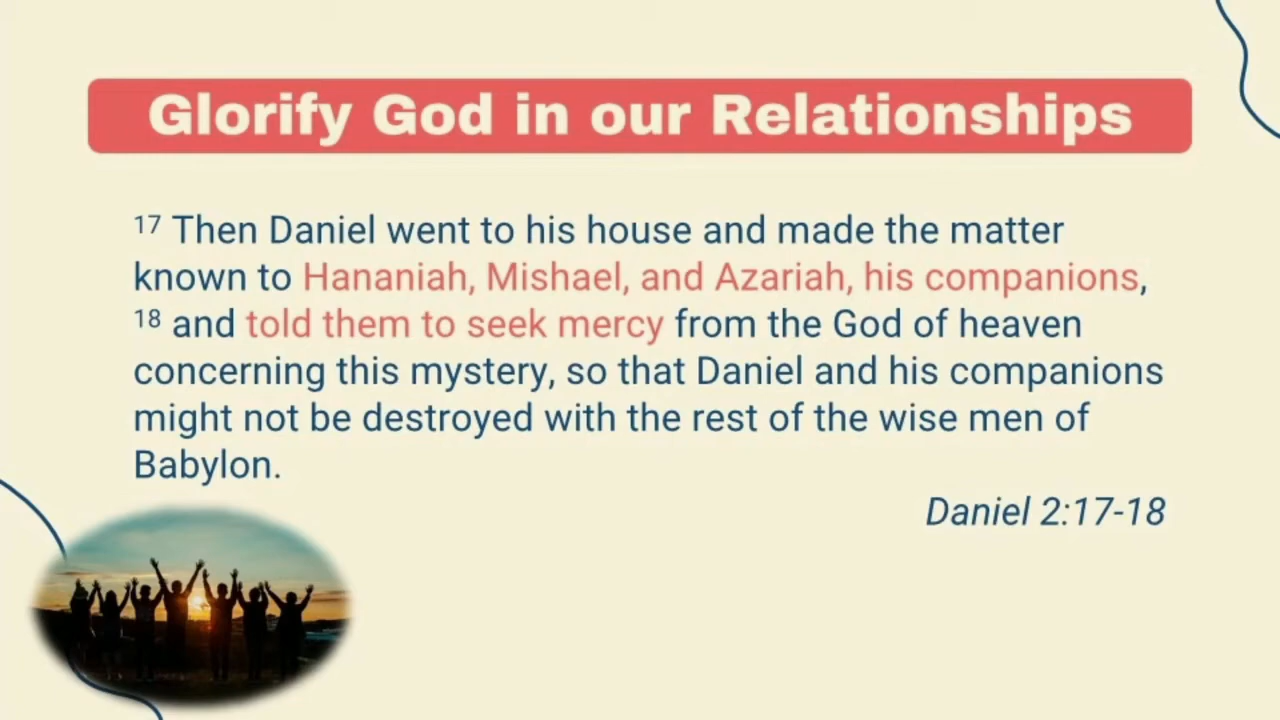 Glorify God in our Relationships
17 Then Daniel went to his house and made the matter
known to Hananiah, Mishael, and Azariah, his companions,
18 and told them to seek mercy from the God of heaven
concerning this mystery, so that Daniel and his companions
might not be destroyed with the rest of the wise men of
Babylon.
Daniel 2:17-18